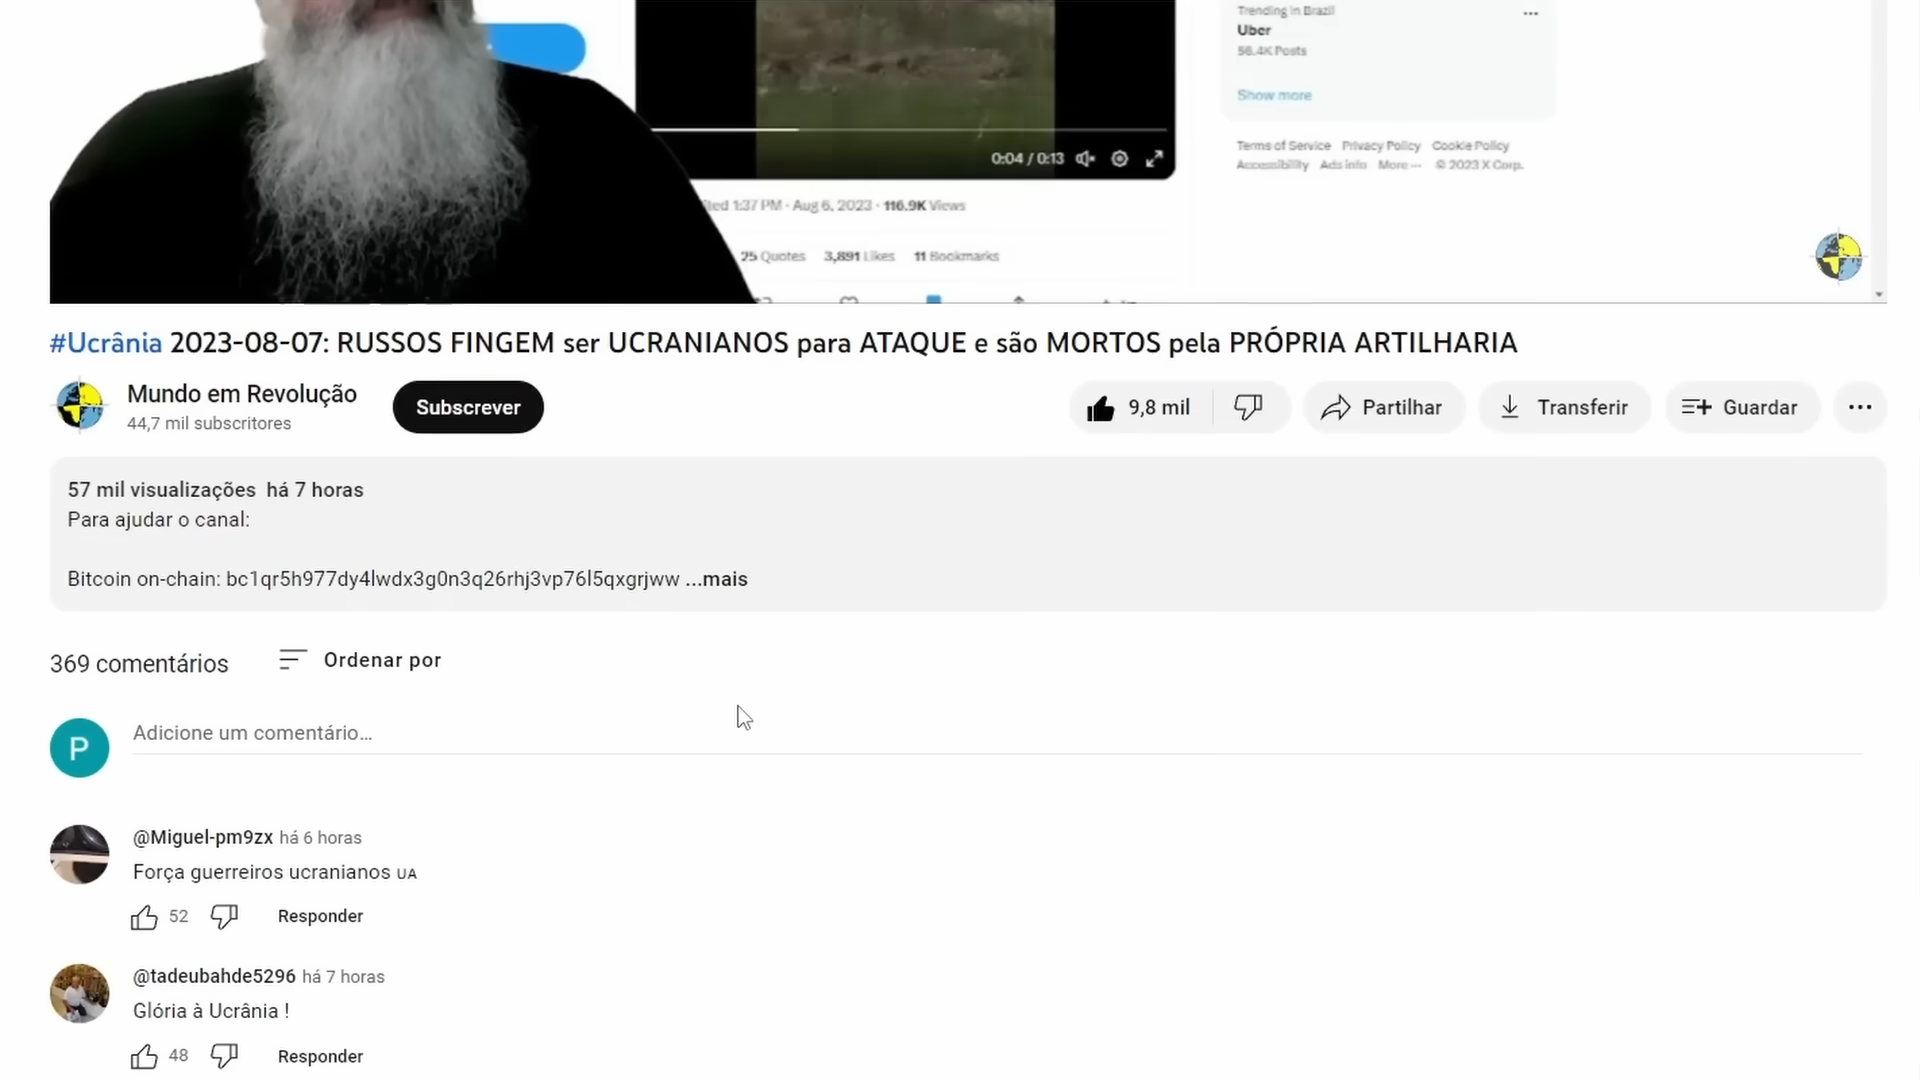 Trending in Brazil
Uber
56.4K Posts
Show more
0:04 / 0:13
Terms of Service Privacy Policy Cookie Policy
Accessibility Ads info More ··· © 2023 X Corp.
1:37 PM · Aug 6, 2023 · 116.9K Views
25 Quotes 3,891 Likes 11 Bookmarks
#Ucrânia 2023-08-07: RUSSOS FINGEM ser UCRANIANOS para ATAQUE e são MORTOS pela PRÓPRIA ARTILHARIA
Mundo em Revolução
44,7 mil subscritores
Subscrever
9,8 mil
Partilhar
Transferir
Guardar
57 mil visualizações há 7 horas
Para ajudar o canal:
Bitcoin on-chain: bc1qr5h977dy4lwdx3g0n3q26rhj3vp76l5qxgrjww ...mais
369 comentários
Ordenar por
P
Adicione um comentário...
@Miguel-pm9zx há 6 horas
Força guerreiros ucranianos UA
52
Responder
@tadeubahde5296 há 7 horas
Glória à Ucrânia !
48
Responder